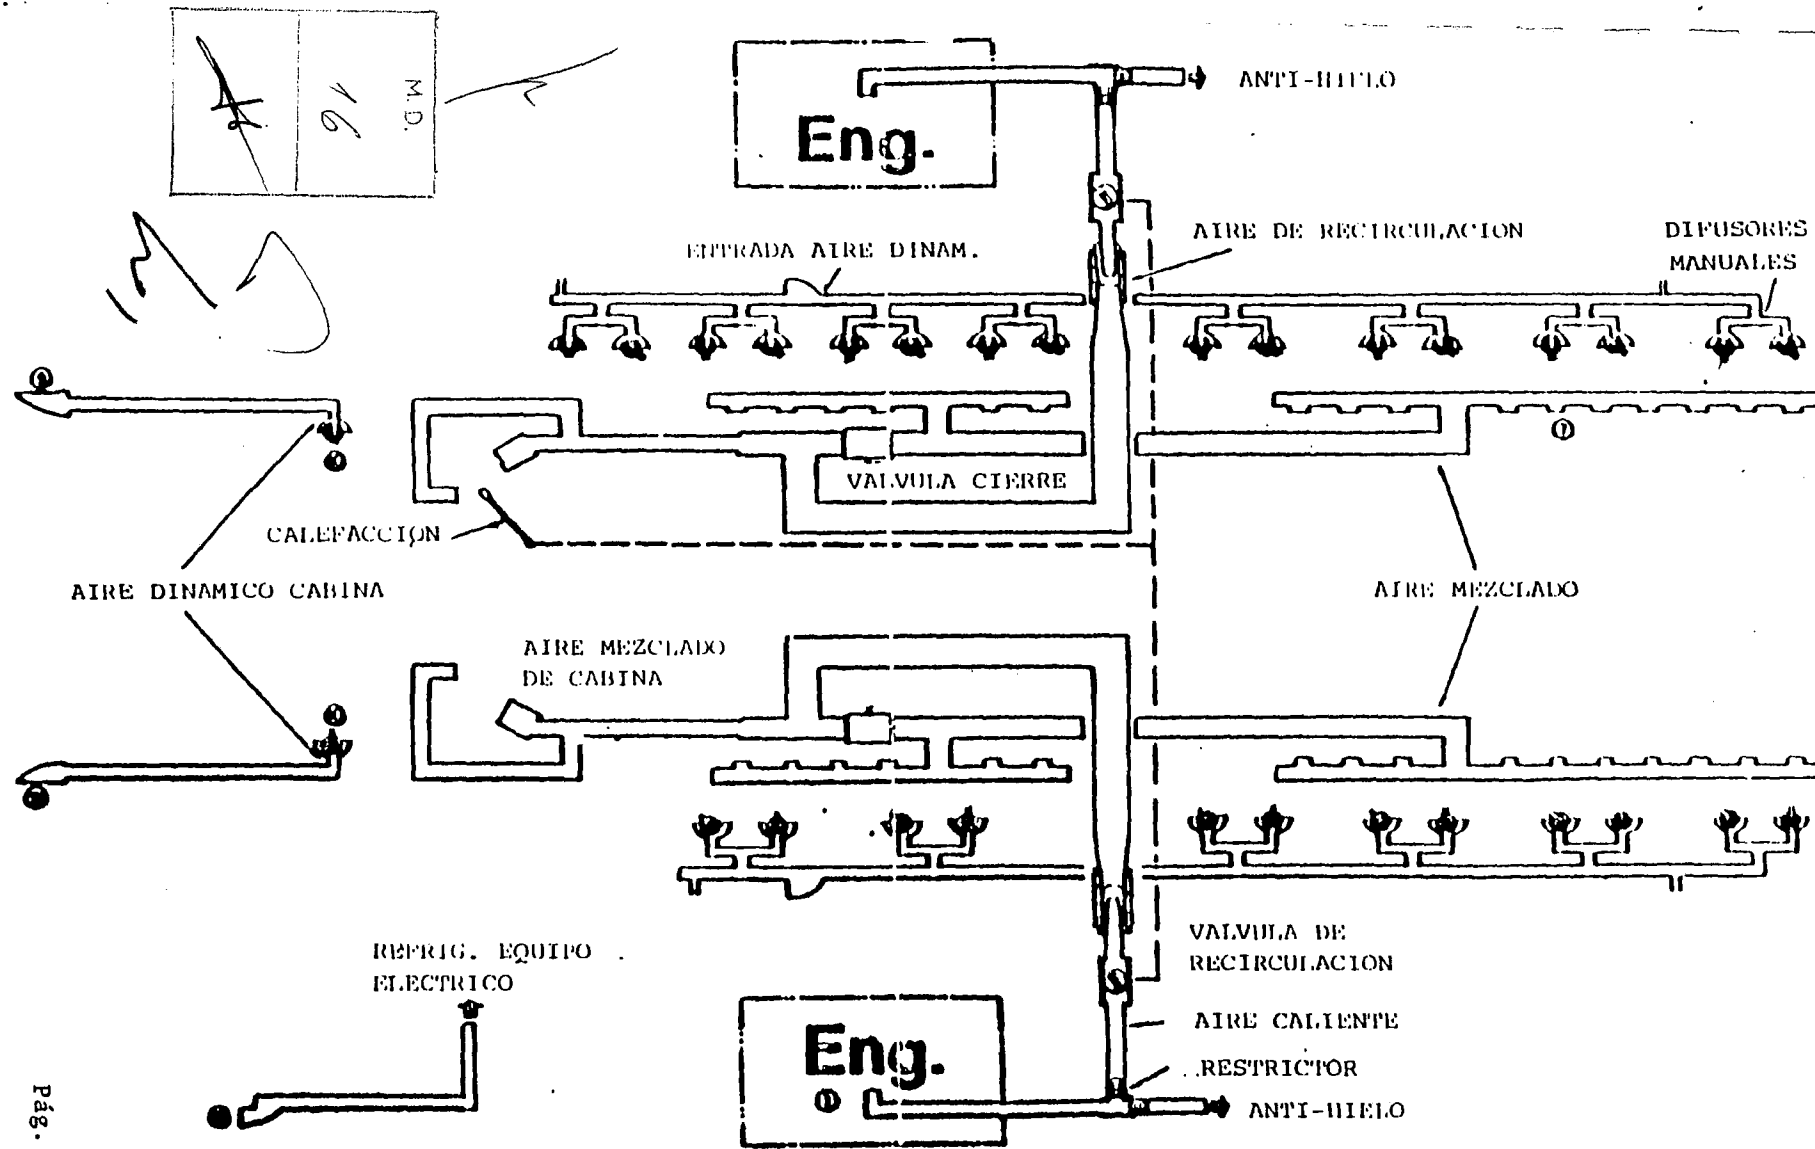 M.D.
16
Eng.
ANTI-HIELO
ENTRADA AIRE DINAM.
AIRE DE RECIRCULACION
DIFUSORES
MANUALES
VALVULA CIERRE
CALEFACCION
AIRE DINAMICO CABINA
AIRE MEZCLADO
AIRE MEZCLADO
DE CABINA
REFRIG. EQUIPO
ELECTRICO
VALVULA DE
RECIRCULACION
AIRE CALIENTE
RESTRICTOR
ANTI-HIELO
Eng.
Pág.